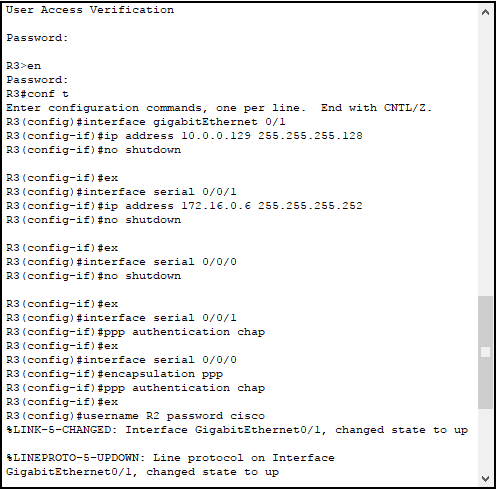 User Access Verification
Password:
R3>en
Password:
R3#conf t
Enter configuration commands, one per line.  End with CNTL/Z.
R3(config)#interface gigabitEthernet 0/1
R3(config-if)#ip address 10.0.0.129 255.255.255.128
R3(config-if)#no shutdown
R3(config-if)#ex
R3(config)#interface serial 0/0/1
R3(config-if)#ip address 172.16.0.6 255.255.255.252
R3(config-if)#no shutdown
R3(config-if)#ex
R3(config)#interface serial 0/0/0
R3(config-if)#no shutdown
R3(config-if)#ex
R3(config)#interface serial 0/0/1
R3(config-if)#ppp authentication chap
R3(config-if)#ex
R3(config)#interface serial 0/0/0
R3(config-if)#encapsulation ppp
R3(config-if)#ppp authentication chap
R3(config-if)#ex
R3(config)#username R2 password cisco
%LINK-5-CHANGED: Interface GigabitEthernet0/1, changed state to up
%LINEPROTO-5-UPDOWN: Line protocol on Interface
GigabitEthernet0/1, changed state to up